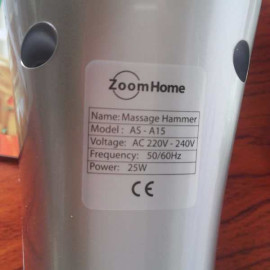 ZoomHome
Name: Massage Hammer
Model : AS - A15
Voltage: AC 220V - 240V
Frequency: 50/60Hz
Power: 25W
CE